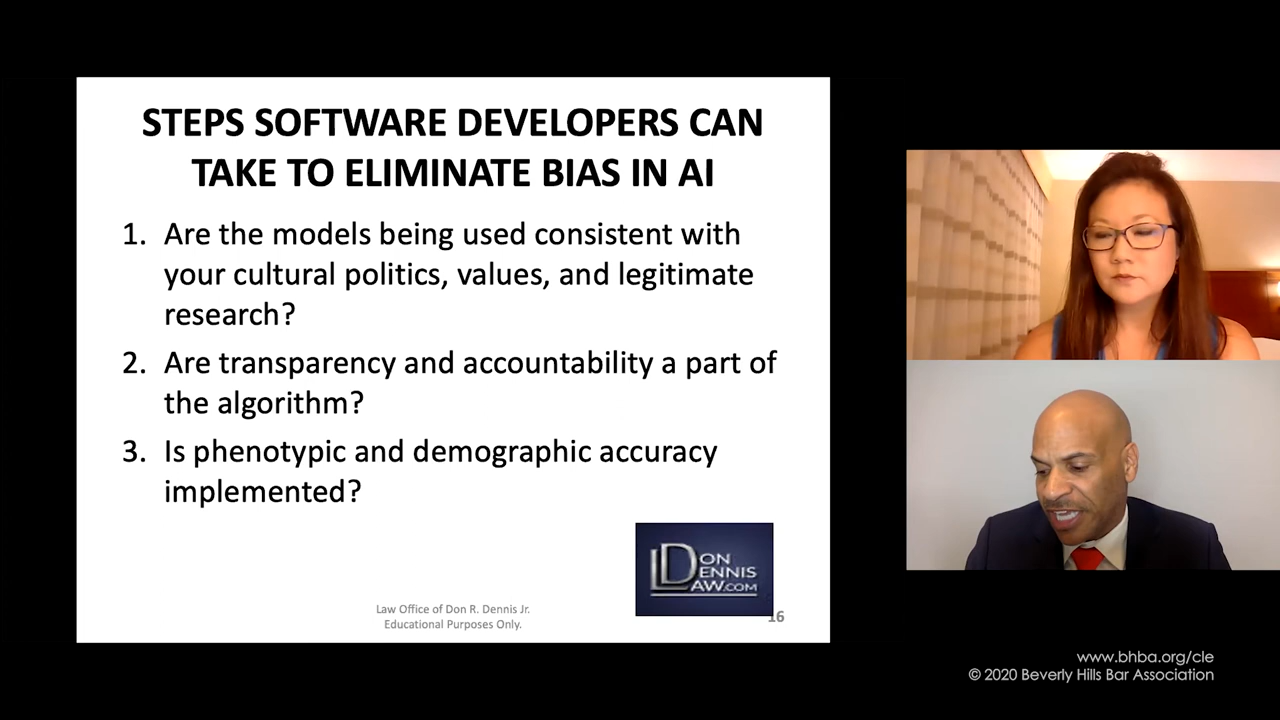 STEPS SOFTWARE DEVELOPERS CAN
TAKE TO ELIMINATE BIAS IN AI
1. Are the models being used consistent with
your cultural politics, values, and legitimate
research?
2. Are transparency and accountability a part of
the algorithm?
3. Is phenotypic and demographic accuracy
implemented?
DON
DENNIS
LAW.COM
Law Office of Don R. Dennis Jr.
Educational Purposes Only.
16
www.bhba.org/cle
© 2020 Beverly Hills Bar Association